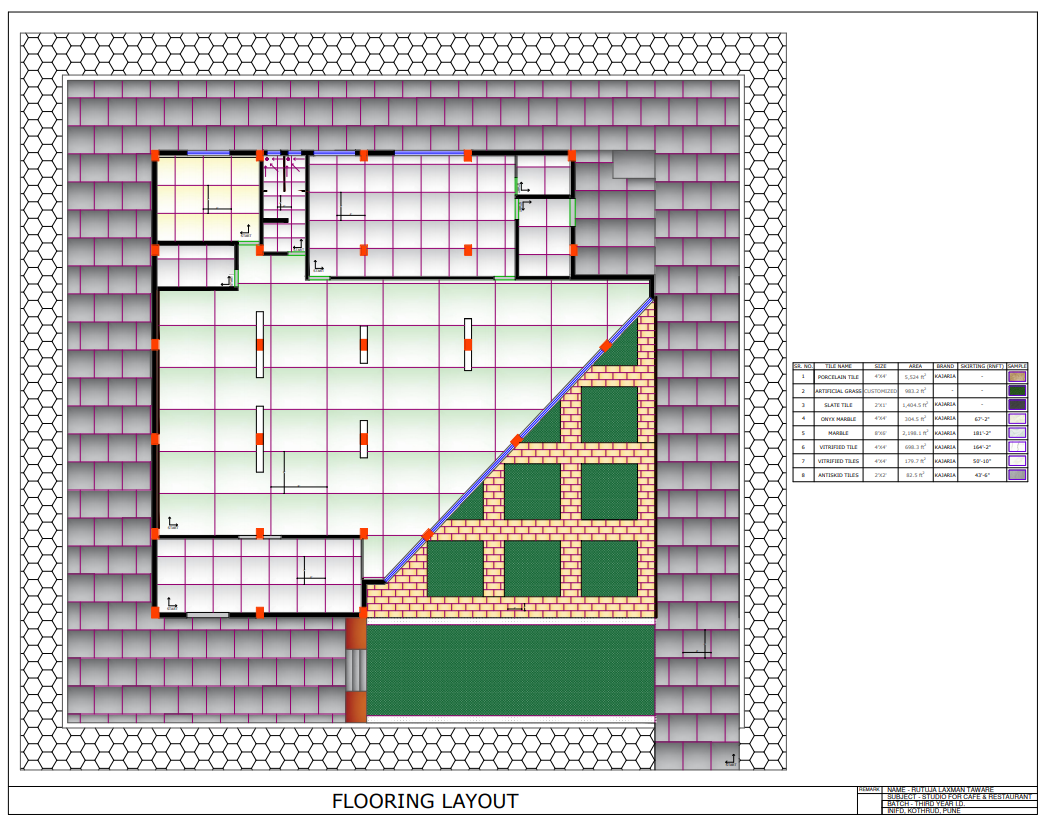 SR. NO. TILE NAME SIZE AREA BRAND SKIRTING (RNFT) SAMPLE
1 PORCELAIN TILE 4'X4' 5,524 ft² KAJARIA -
2 ARTIFICIAL GRASS CUSTOMIZED 983.2 ft² - -
3 SLATE TILE 2'X1' 1,404.5 ft² KAJARIA -
4 ONYX MARBLE 4'X4' 304.5 ft² KAJARIA 67'-2"
5 MARBLE 8'X6' 2,198.1 ft² KAJARIA 181'-2"
6 VITRIFIED TILE 4'X4' 698.3 ft² KAJARIA 164'-2"
7 VITRIFIED TILES 4'X4' 179.7 ft² KAJARIA 50'-10"
8 ANTISKID TILES 2'X2' 82.5 ft² KAJARIA 43'-6"
FLOORING LAYOUT
REMARK
NAME - RUTUJA LAXMAN TAWARE
SUBJECT - STUDIO FOR CAFE & RESTAURANT
BATCH - THIRD YEAR I.D.
INIFD, KOTHRUD, PUNE